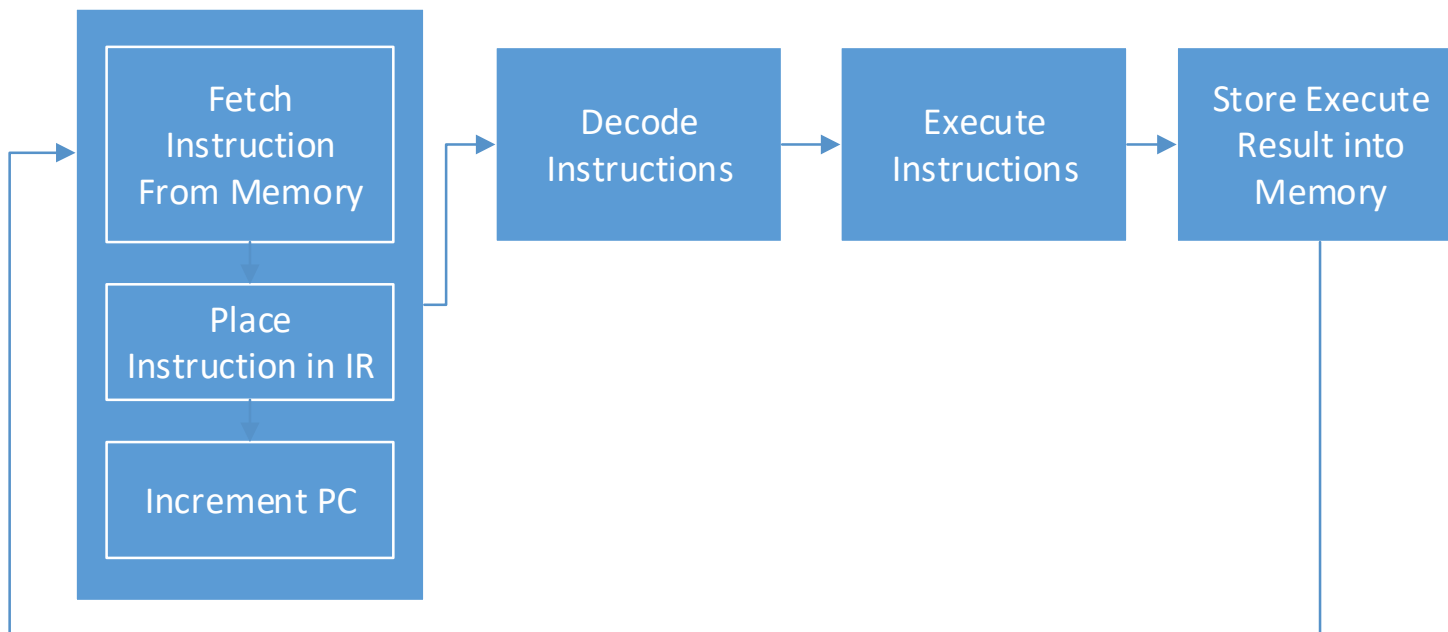 Fetch
Instruction
From Memory
Place
Instruction in IR
Increment PC
Decode
Instructions
Execute
Instructions
Store Execute
Result into
Memory